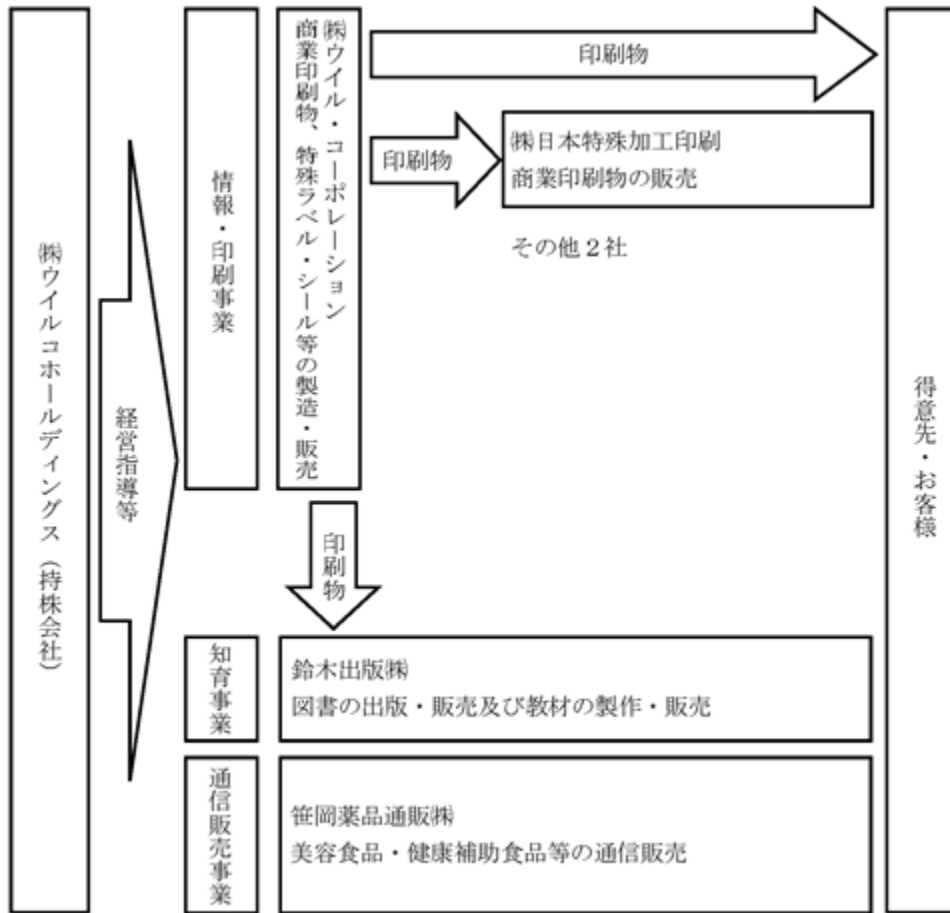 ㈱ウイルコホールディングス（持株会社）
経営指導等
情報・印刷事業
㈱ウイル・コーポレーション
商業印刷物、特殊ラベル・シール等の製造・販売
印刷物
印刷物
㈱日本特殊加工印刷
商業印刷物の販売
その他２社
印刷物
知育事業
鈴木出版㈱
図書の出版・販売及び教材の製作・販売
通信販売事業
笹岡薬品通販㈱
美容食品・健康補助食品等の通信販売
得意先・お客様